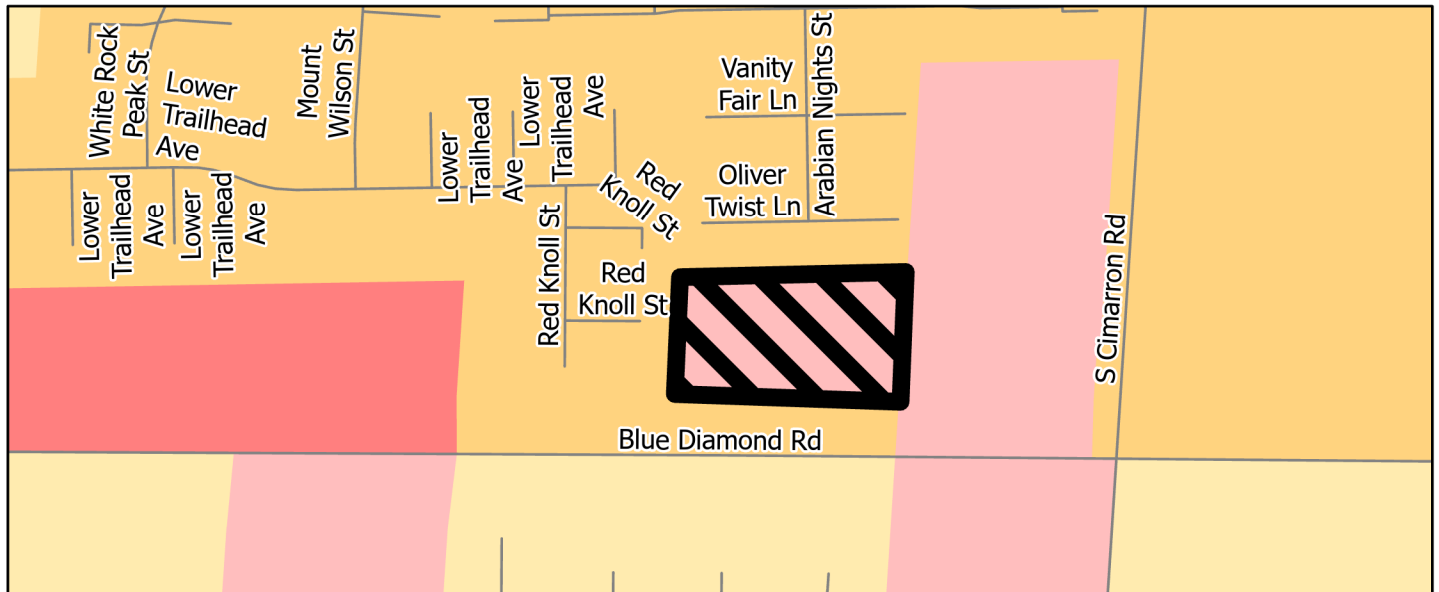 White Rock
Peak St
Lower
Trailhead
Ave
Mount
Wilson St
Lower
Trailhead
Ave
Lower
Trailhead
Ave
Vanity
Fair Ln
Arabian Nights St
Lower
Trailhead
Ave
Lower
Trailhead
Ave
Red
Knoll St
Oliver
Twist Ln
Red Knoll St
Red
Knoll St
S Cimarron Rd
Blue Diamond Rd